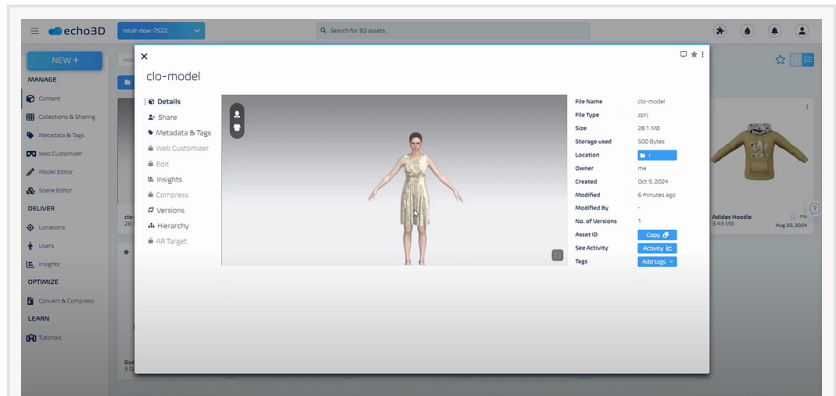 echo3D
retail-dow-7522
Search for 3D assets..
NEW +
MANAGE
Content
Collections & Sharing
Metadata & Tags
Web Customizer
Model Editor
Scene Editor
DELIVER
Locations
Users
Insights
OPTIMIZE
Convert & Compress
LEARN
Tutorials
clo-model
Details
Share
Metadata & Tags
Web Customizer
Edit
Insights
Compress
Versions
Hierarchy
AR Target
File Name clo-model
File Type zprj
Size 28.1 MB
Storage used 500 Bytes
Location /
Owner me
Created Oct 9, 2024
Modified 6 minutes ago
Modified By -
No. of Versions 1
Asset ID Copy
See Activity Activity
Tags Add tags
Adidas Hoodie me
3.43 MB Aug 20, 2024